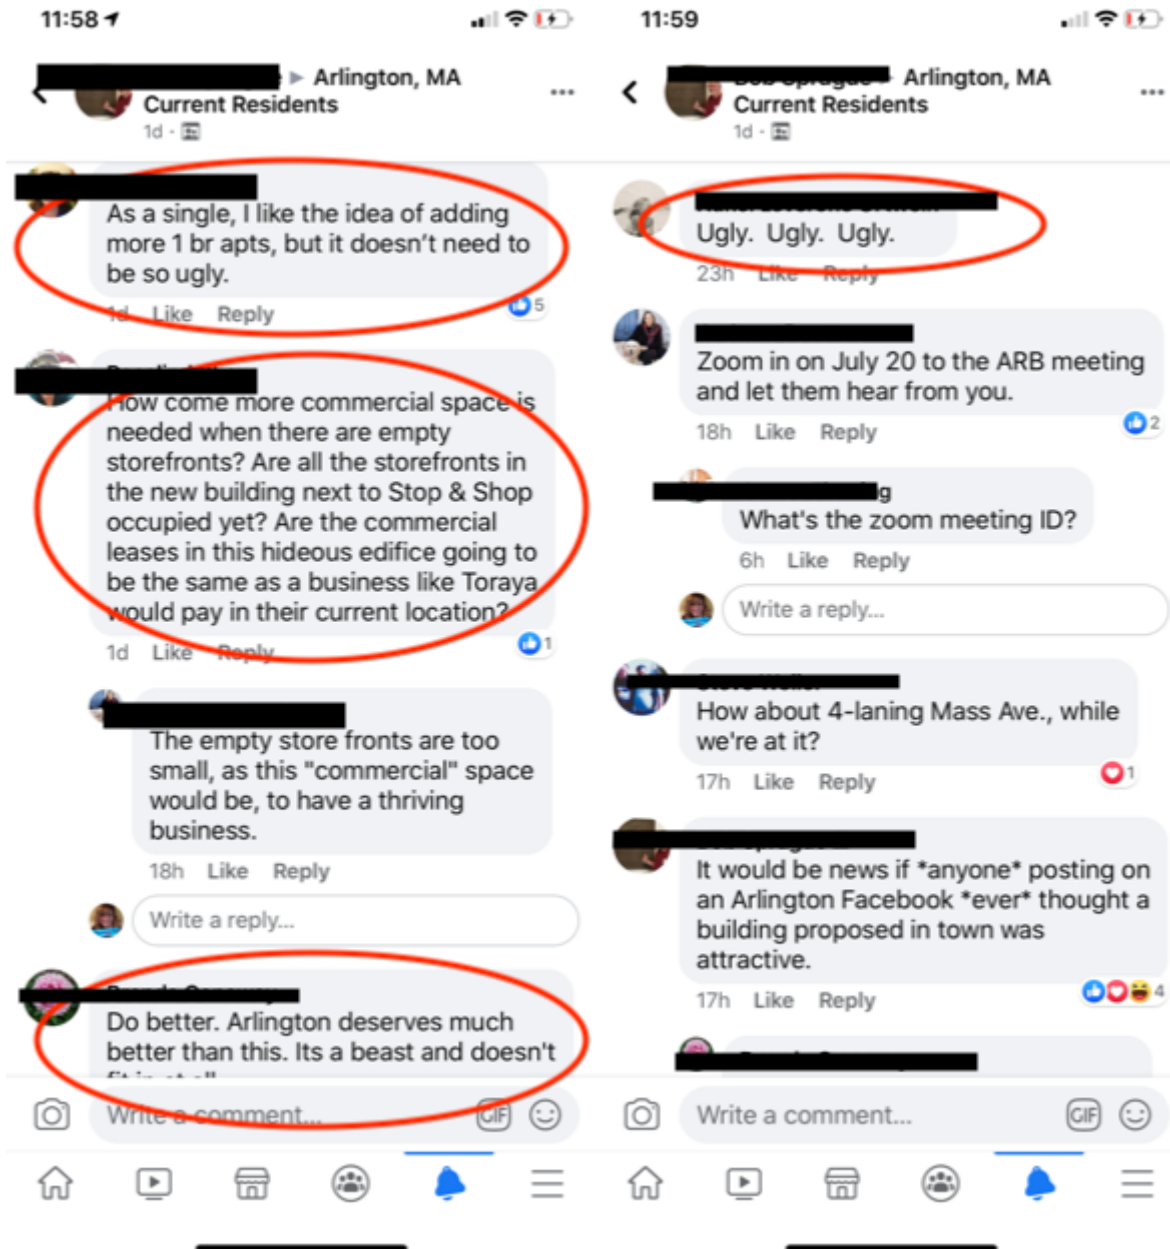 11:58
Arlington, MA
Current Residents
1d
As a single, I like the idea of adding
more 1 br apts, but it doesn't need to
be so ugly.
1d Like Reply
5
How come more commercial space is
needed when there are empty
storefronts? Are all the storefronts in
the new building next to Stop & Shop
occupied yet? Are the commercial
leases in this hideous edifice going to
be the same as a business like Toraya
would pay in their current location?
1d Like Reply
1
The empty store fronts are too
small, as this "commercial" space
would be, to have a thriving
business.
18h Like Reply
Write a reply...
Do better. Arlington deserves much
better than this. Its a beast and doesn't
Write a comment...
GIF
11:59
Arlington, MA
Current Residents
1d
Ugly. Ugly. Ugly.
23h Like Reply
Zoom in on July 20 to the ARB meeting
and let them hear from you.
18h Like Reply
2
What's the zoom meeting ID?
6h Like Reply
Write a reply...
How about 4-laning Mass Ave., while
we're at it?
17h Like Reply
1
It would be news if *anyone* posting on
an Arlington Facebook *ever* thought a
building proposed in town was
attractive.
17h Like Reply
4
Write a comment...
GIF